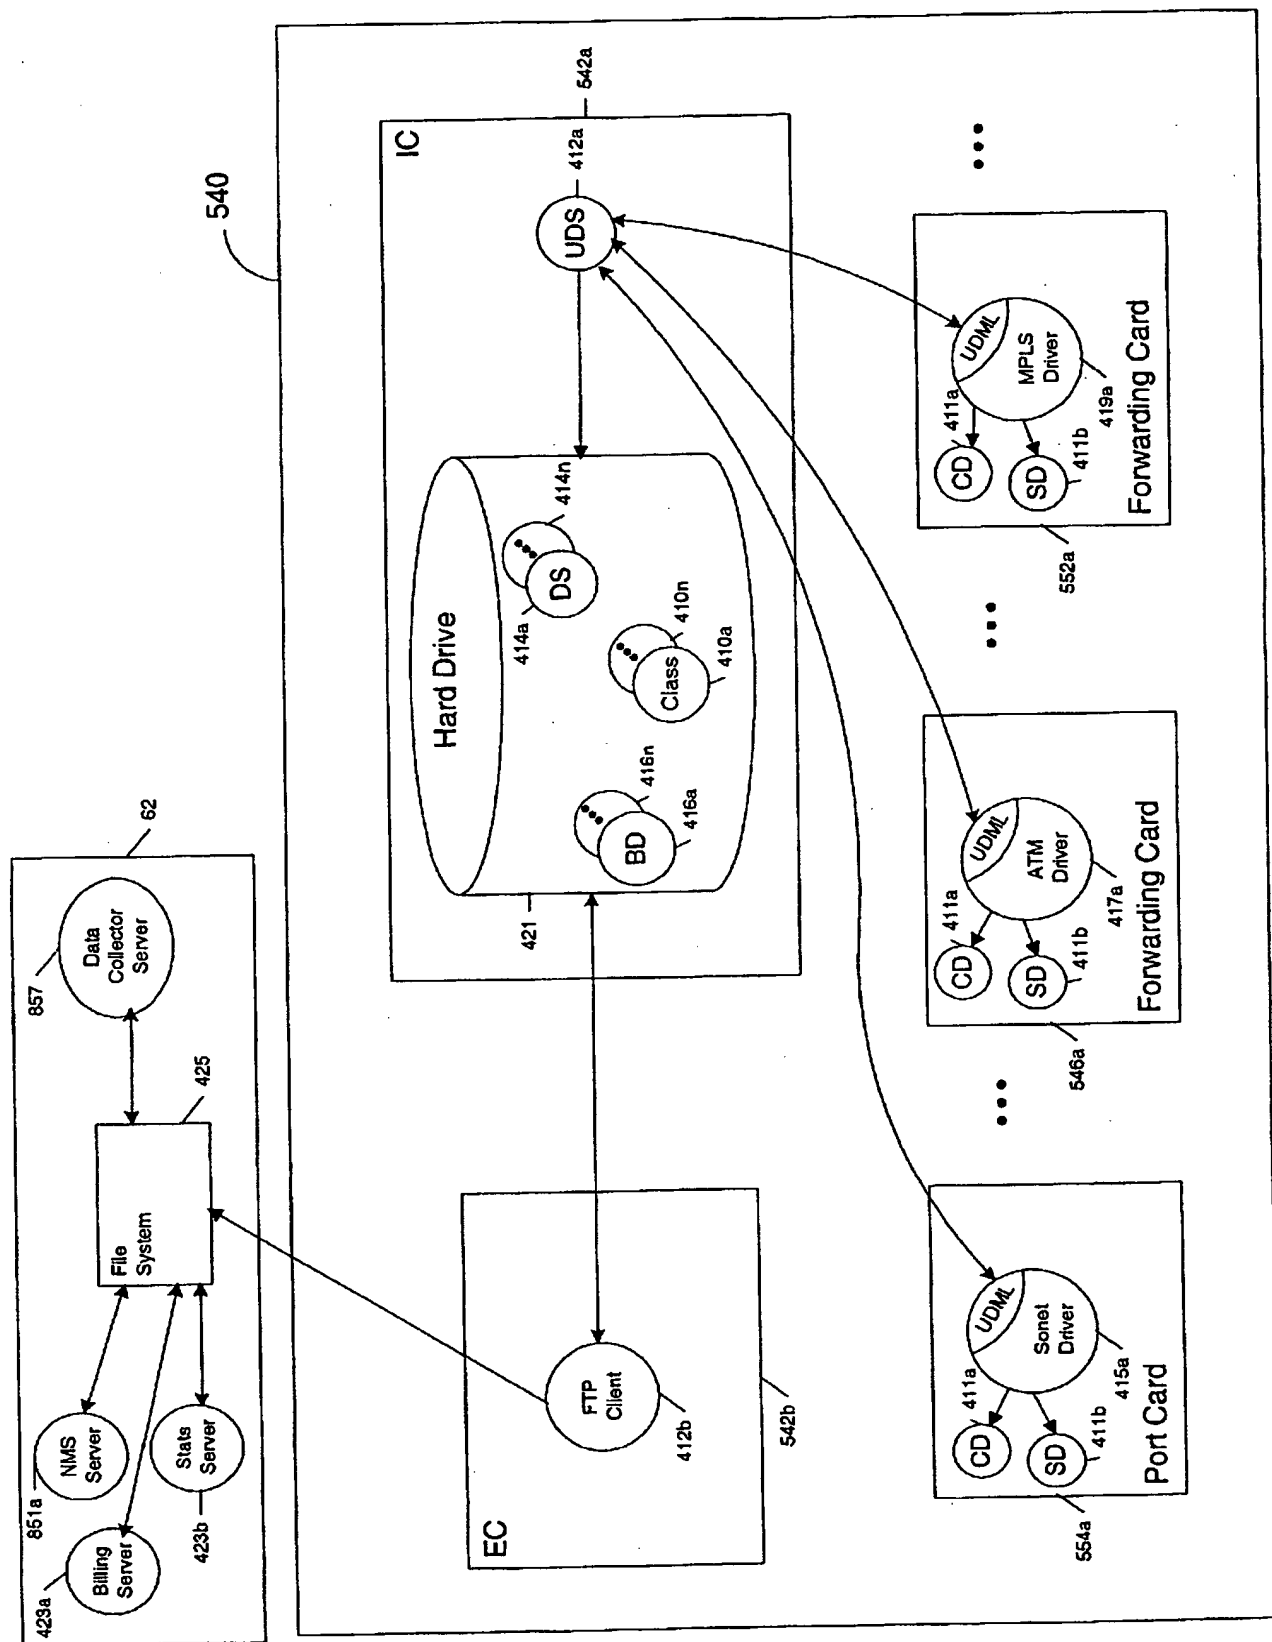 62
857
Data
Collector
Server
425
File
System
851a
NMS
Server
Stats
Server
423b
423a
Billing
Server
540
542a
IC
412a
UDS
Hard Drive
421
414n
DS
414a
410n
Class
410a
416n
BD
416a
EC
FTP
Client
412b
542b
UDML
Sonet
Driver
415a
411a
CD
411b
SD
Port Card
554a
UDML
ATM
Driver
417a
411a
CD
411b
SD
Forwarding Card
546a
UDML
MPLS
Driver
419a
411a
CD
411b
SD
Forwarding Card
552a